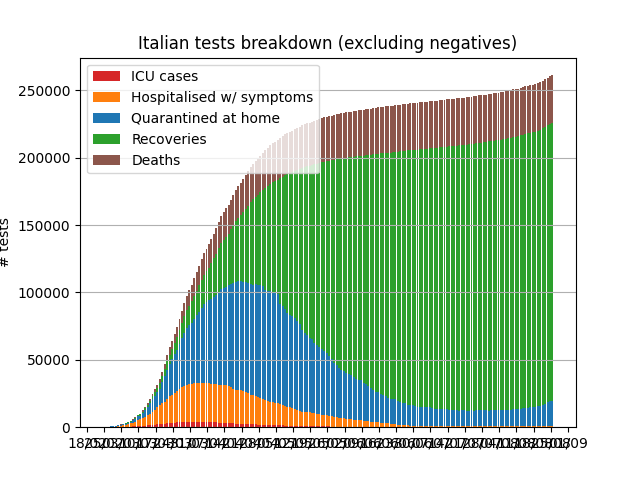 Italian tests breakdown (excluding negatives)
ICU cases
Hospitalised w/ symptoms
Quarantined at home
Recoveries
Deaths
250000
200000
150000
100000
50000
0
# tests